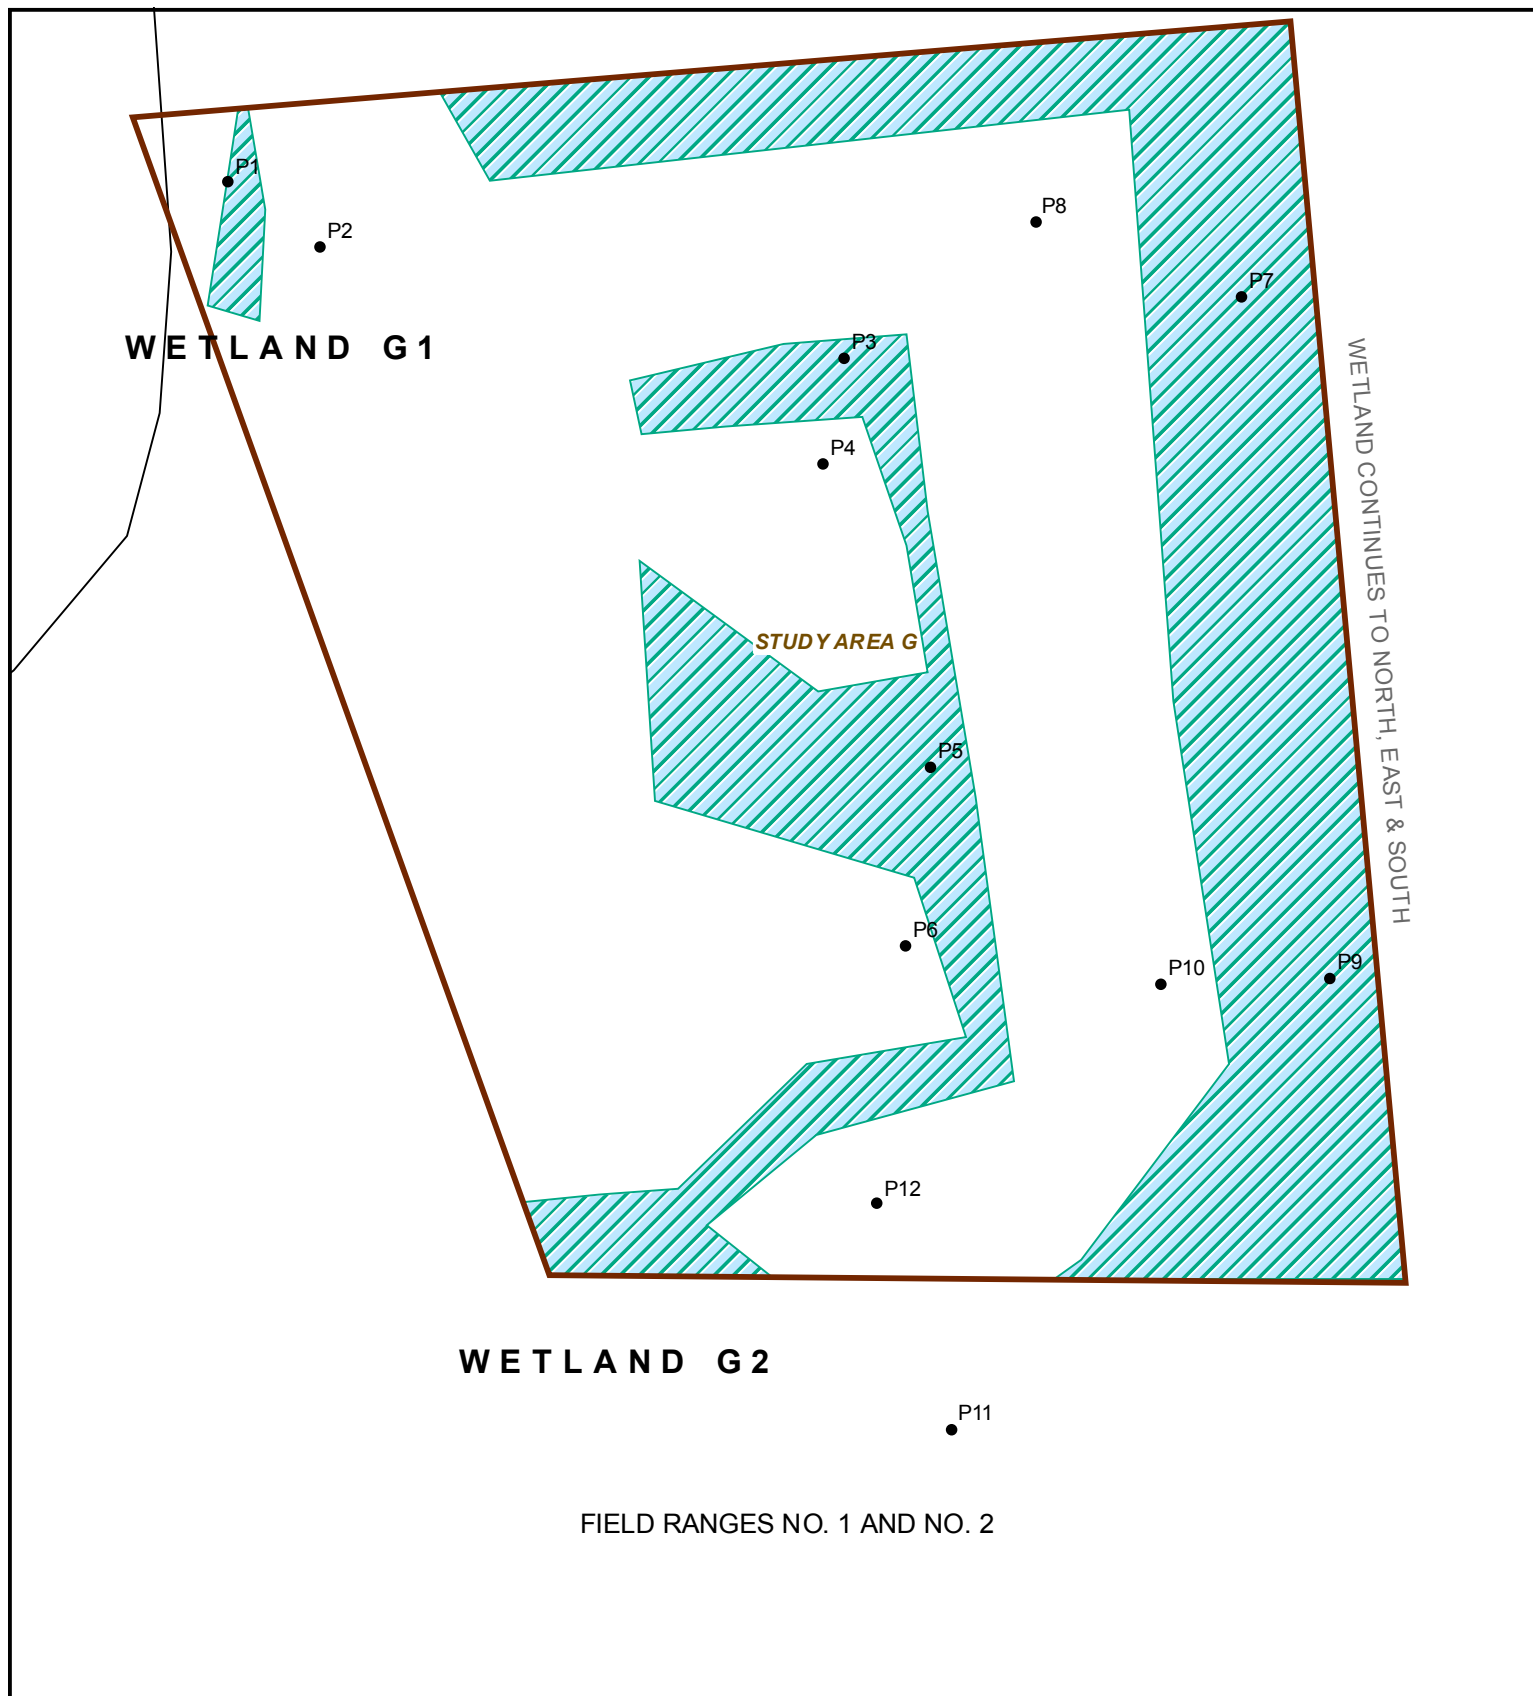 P1
P2
P8
P7
WETLAND G1
P3
WETLAND CONTINUES TO NORTH, EAST & SOUTH
P4
STUDY AREA G
P5
P6
P10
P9
P12
WETLAND G2
P11
FIELD RANGES NO. 1 AND NO. 2